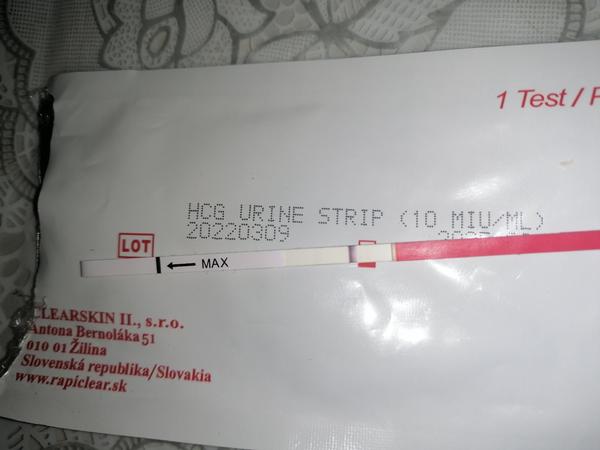 1 Test /
HCG URINE STRIP (10 MIU/ML)
LOT 20220309
← MAX
CLEARSKIN II., s.r.o.
Antona Bernoláka 51
010 01 Žilina
Slovenská republika/Slovakia
www.rapiclear.sk